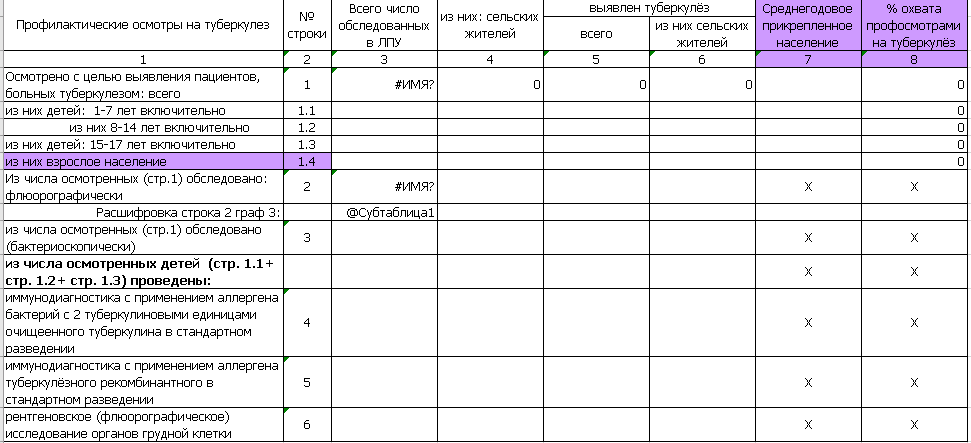 Профилактические осмотры на туберкулез
№
строки
Всего число
обследованных
в ЛПУ
из них: сельских
жителей
выявлен туберкулёз
всего
из них сельских
жителей
Среднегодовое
прикрепленное
население
% охвата
профосмотрами
на туберкулёз
1 2 3 4 5 6 7 8
Осмотрено с целью выявления пациентов,
больных туберкулезом: всего
1 #ИМЯ? 0 0 0 0
из них детей: 1-7 лет включительно 1.1 0
из них 8-14 лет включительно 1.2 0
из них детей: 15-17 лет включительно 1.3 0
из них взрослое население 1.4 0
Из числа осмотренных (стр.1) обследовано:
флюорографически
2 #ИМЯ? X X
Расшифровка строка 2 граф 3: @Субтаблица1
из числа осмотренных (стр.1) обследовано
(бактериоскопически)
3 X X
из числа осмотренных детей (стр. 1.1+
стр. 1.2+ стр. 1.3) проведены:
X X
иммунодиагностика с применением аллергена
бактерий с 2 туберкулиновыми единицами
очищеенного туберкулина в стандартном
разведении
4 X X
иммунодиагностика с применением аллергена
туберкулёзного рекомбинантного в
стандартном разведении
5 X X
рентгеновское (флюорографическое)
исследование органов грудной клетки
6 X X